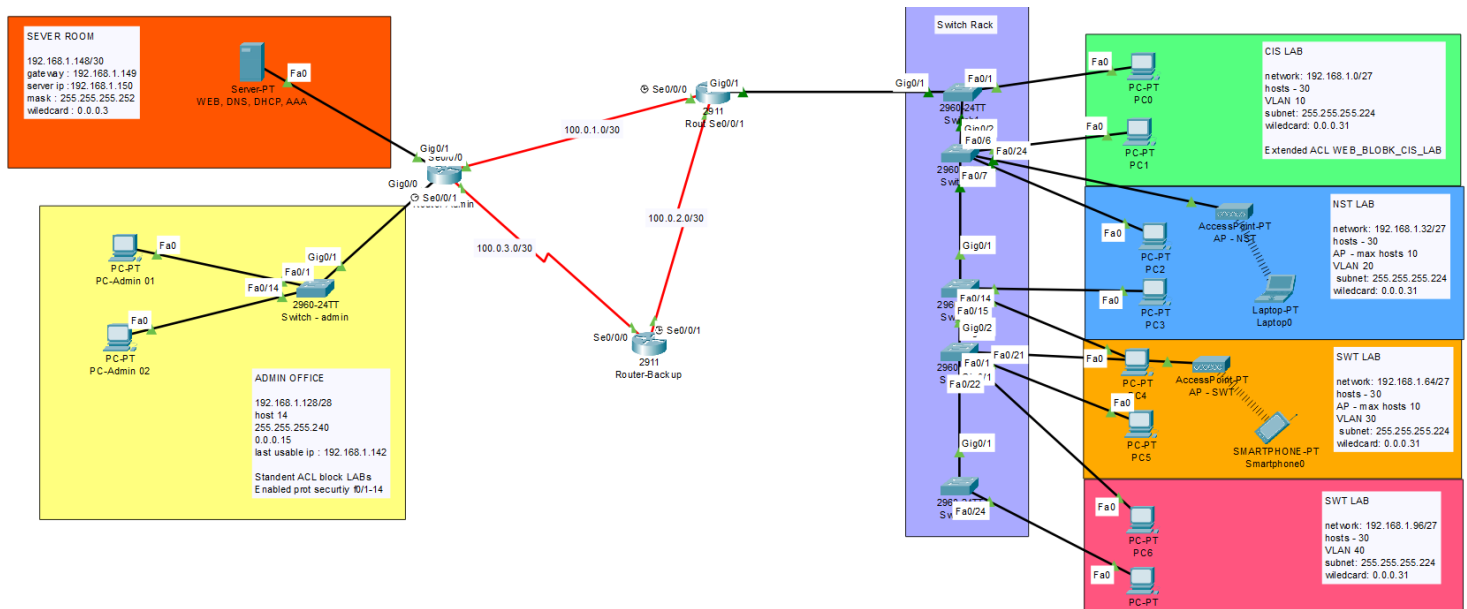 SEVER ROOM
192.168.1.148/30
gateway : 192.168.1.149
server ip :192.168.1.150
mask : 255.255.255.252
wiledcard : 0.0.0.3
Fa0
Server-PT
WEB, DNS, DHCP, AAA
Gig0/1
Se0/0/0
Gig0/0
Se0/0/1
Fa0
PC-PT
PC-Admin 01
Fa0/1
Gig0/1
Fa0/14
2960-24TT
Switch - admin
Fa0
PC-PT
PC-Admin 02
ADMIN OFFICE
192.168.1.128/28
host 14
255.255.255.240
0.0.0.15
last usable ip : 192.168.1.142
Standent ACL block LABs
Enabled prot securtiy f0/1-14
100.0.1.0/30
100.0.2.0/30
100.0.3.0/30
Se0/0/0
Gig0/1
2911
Rout Se0/0/1
Se0/0/0
Se0/0/1
2911
Router-Backup
Switch Rack
Gig0/1
Fa0/1
2960-24TT
Gig0/2
Fa0/6
Fa0/24
2960
Fa0/7
Gig0/1
Fa0/14
Fa0/15
Gig0/2
Fa0/21
Fa0/1
Fa0/22
Gig0/1
Fa0/24
CIS LAB
network: 192.168.1.0/27
hosts - 30
VLAN 10
subnet: 255.255.255.224
wiledcard: 0.0.0.31
Extended ACL WEB_BLOBK_CIS_LAB
Fa0
PC-PT
PC0
Fa0
PC-PT
PC1
NST LAB
network: 192.168.1.32/27
hosts - 30
AP - max hosts 10
VLAN 20
subnet: 255.255.255.224
wiledcard: 0.0.0.31
AccessPoint-PT
AP - NST
Fa0
PC-PT
PC2
Fa0
PC-PT
PC3
Laptop-PT
Laptop0
SWT LAB
network: 192.168.1.64/27
hosts - 30
AP - max hosts 10
VLAN 30
subnet: 255.255.255.224
wiledcard: 0.0.0.31
Fa0
PC-PT
PC4
AccessPoint-PT
AP - SWT
Fa0
PC-PT
PC5
SMARTPHONE-PT
Smartphone0
SWT LAB
network: 192.168.1.96/27
hosts - 30
VLAN 40
subnet: 255.255.255.224
wiledcard: 0.0.0.31
Fa0
PC-PT
PC6
Fa0
PC-PT